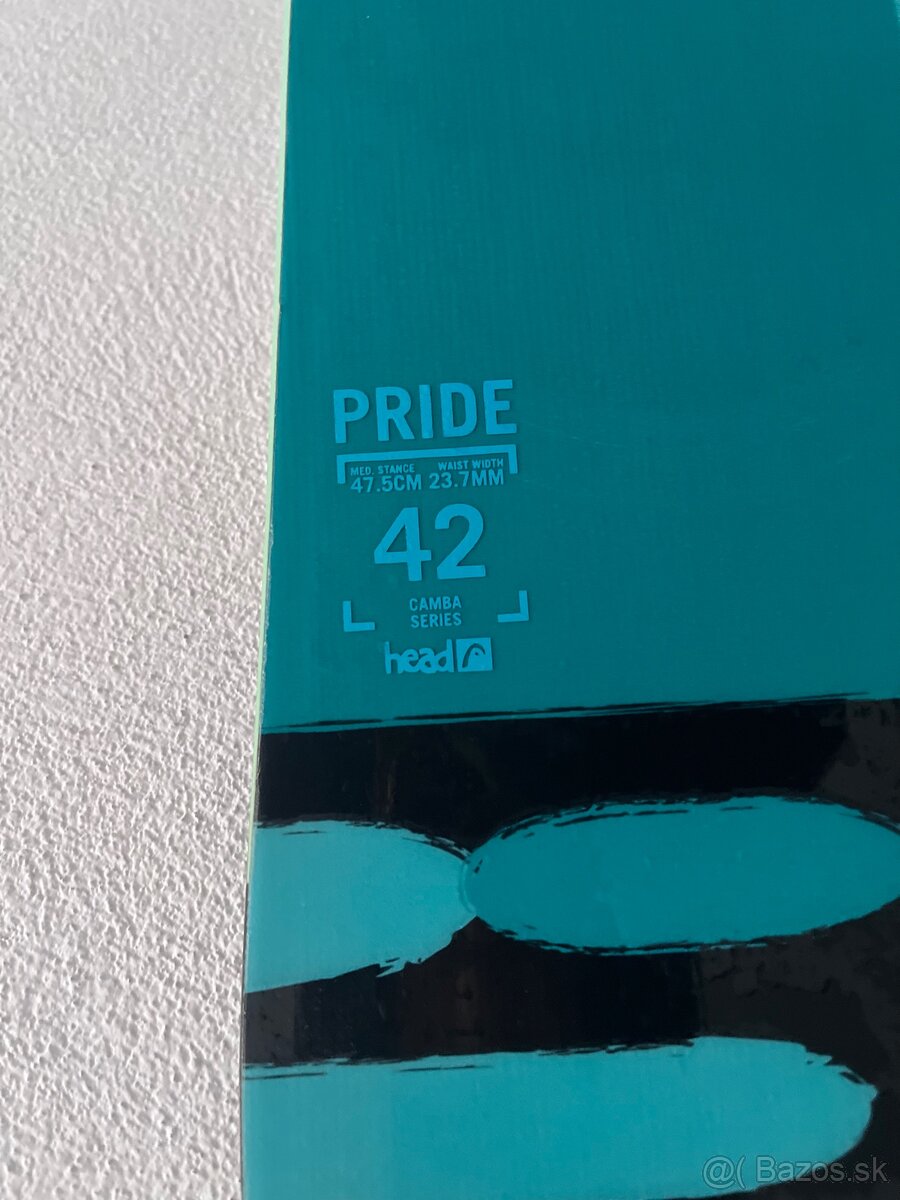 PRIDE
MED. STANCE WAIST WIDTH
47.5CM 23.7MM
42
CAMBA
SERIES
head
@( Bazos.sk